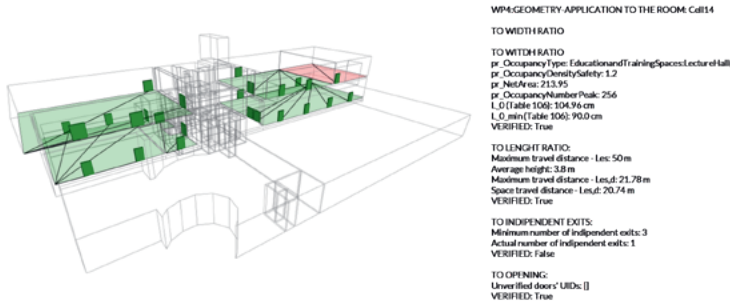 WP4:GEOMETRY-APPLICATION TO THE ROOM: Cell14
TO WIDTH RATIO
TO WITDH RATIO
pr_OccupancyType: EducationandTrainingSpaces:LectureHall
pr_OccupancyDensitySafety: 1.2
pr_NetArea: 213.95
pr_OccupancyNumberPeak: 256
L_0 (Table 106): 104.96 cm
L_0_min (Table 106): 90.0 cm
VERIFIED: True
TO LENGHT RATIO:
Maximum travel distance - Les: 50 m
Average height: 3.8 m
Maximum travel distance - Les,d: 21.78 m
Space travel distance - Les,d: 20.74 m
VERIFIED: True
TO INDIPENDENT EXITS:
Minimum number of indipendent exits: 3
Actual number of indipendent exits: 1
VERIFIED: False
TO OPENING:
Unverified doors' UIDs: []
VERIFIED: True